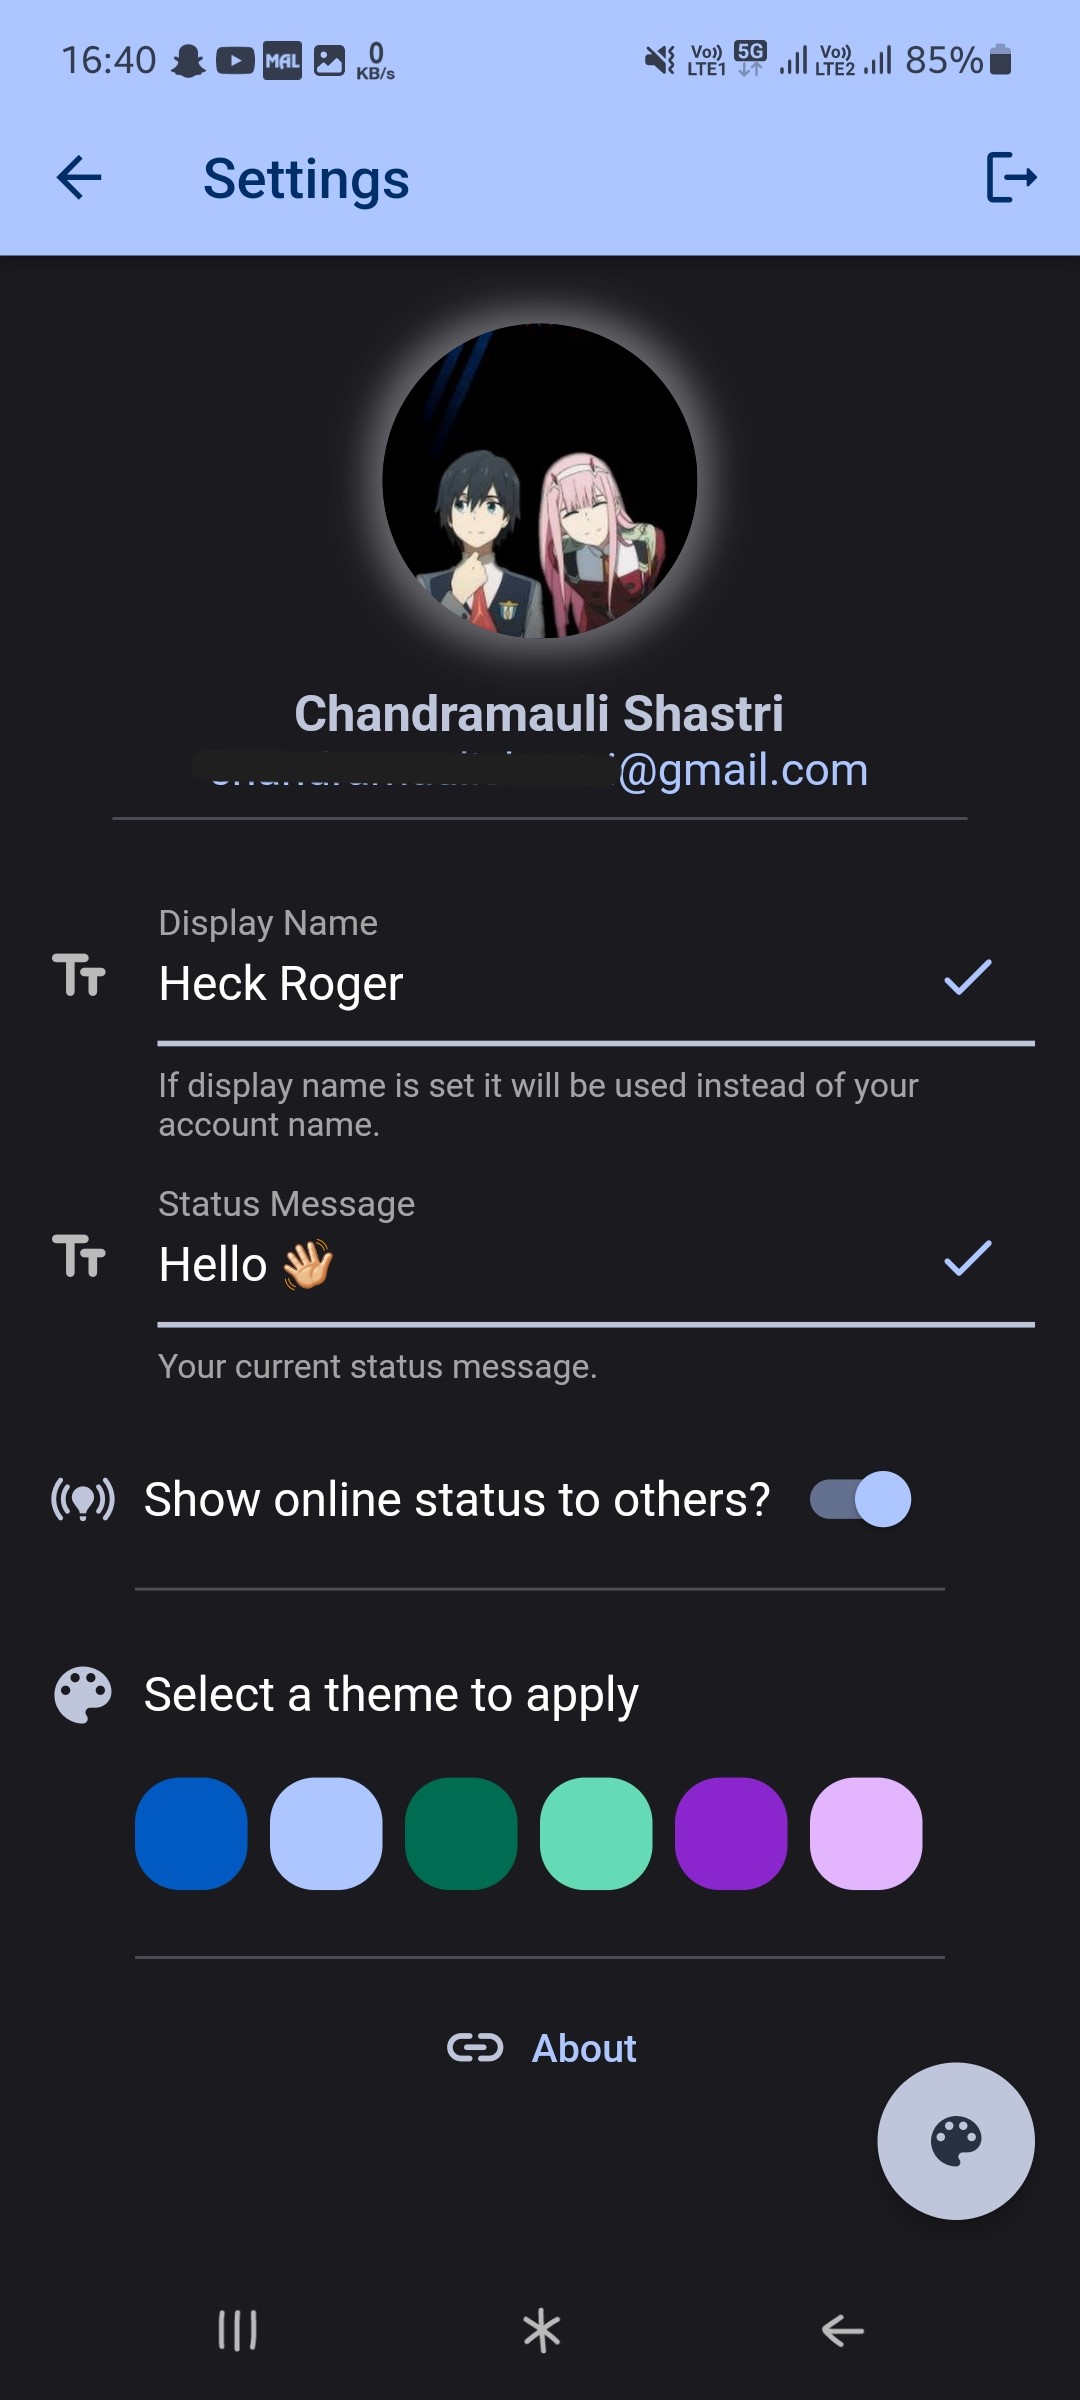 16:40 MAL 0 KB/s Vo)) LTE1 5G Vo)) LTE2 85%
Settings
Chandramauli Shastri
@gmail.com
Display Name
Heck Roger
If display name is set it will be used instead of your
account name.
Status Message
Hello 👋🏼
Your current status message.
Show online status to others?
Select a theme to apply
About